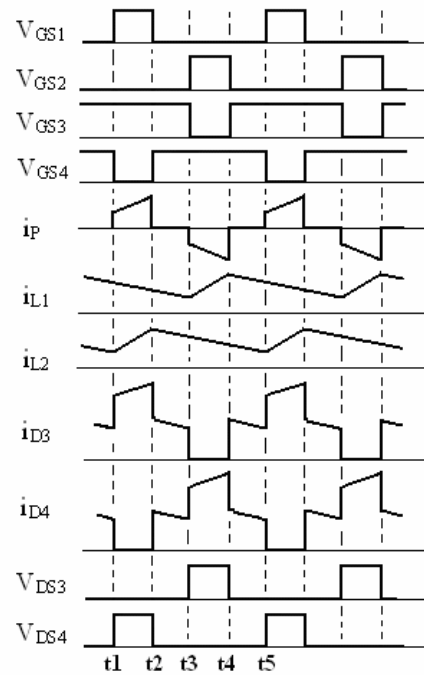 VGS1
VGS2
VGS3
VGS4
iP
iL1
iL2
iD3
iD4
VDS3
VDS4
t1 t2 t3 t4 t5